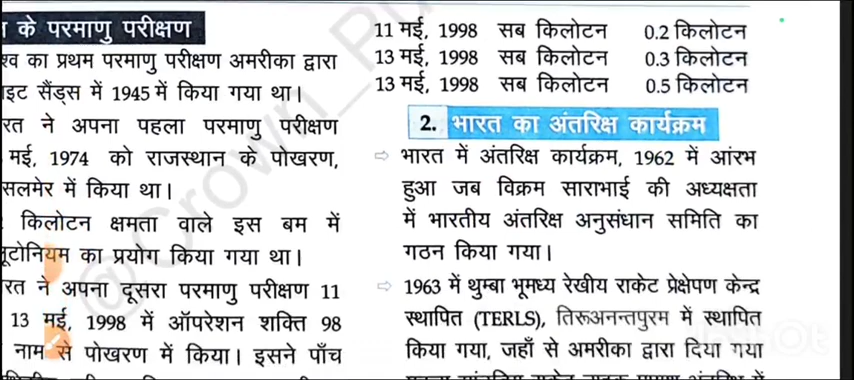 के परमाणु परीक्षण
श्व का प्रथम परमाणु परीक्षण अमरीका द्वारा
इट सैंड्स में 1945 में किया गया था।
रत ने अपना पहला परमाणु परीक्षण
मई, 1974 को राजस्थान के पोखरण,
सलमेर में किया था।
किलोटन क्षमता वाले इस बम में
लूटोनियम का प्रयोग किया गया था।
रत ने अपना दूसरा परमाणु परीक्षण 11
13 मई, 1998 में ऑपरेशन शक्ति 98
नाम से पोखरण में किया। इसने पाँच
11 मई, 1998 सब किलोटन 0.2 किलोटन
13 मई, 1998 सब किलोटन 0.3 किलोटन
13 मई, 1998 सब किलोटन 0.5 किलोटन
2. भारत का अंतरिक्ष कार्यक्रम
⇨ भारत में अंतरिक्ष कार्यक्रम, 1962 में आंरभ
हुआ जब विक्रम साराभाई की अध्यक्षता
में भारतीय अंतरिक्ष अनुसंधान समिति का
गठन किया गया।
⇨ 1963 में थुम्बा भूमध्य रेखीय राकेट प्रेक्षेपण केन्द्र
स्थापित (TERLS), तिरूअनन्तपुरम में स्थापित
किया गया, जहाँ से अमरीका द्वारा दिया गया
@Crown_P